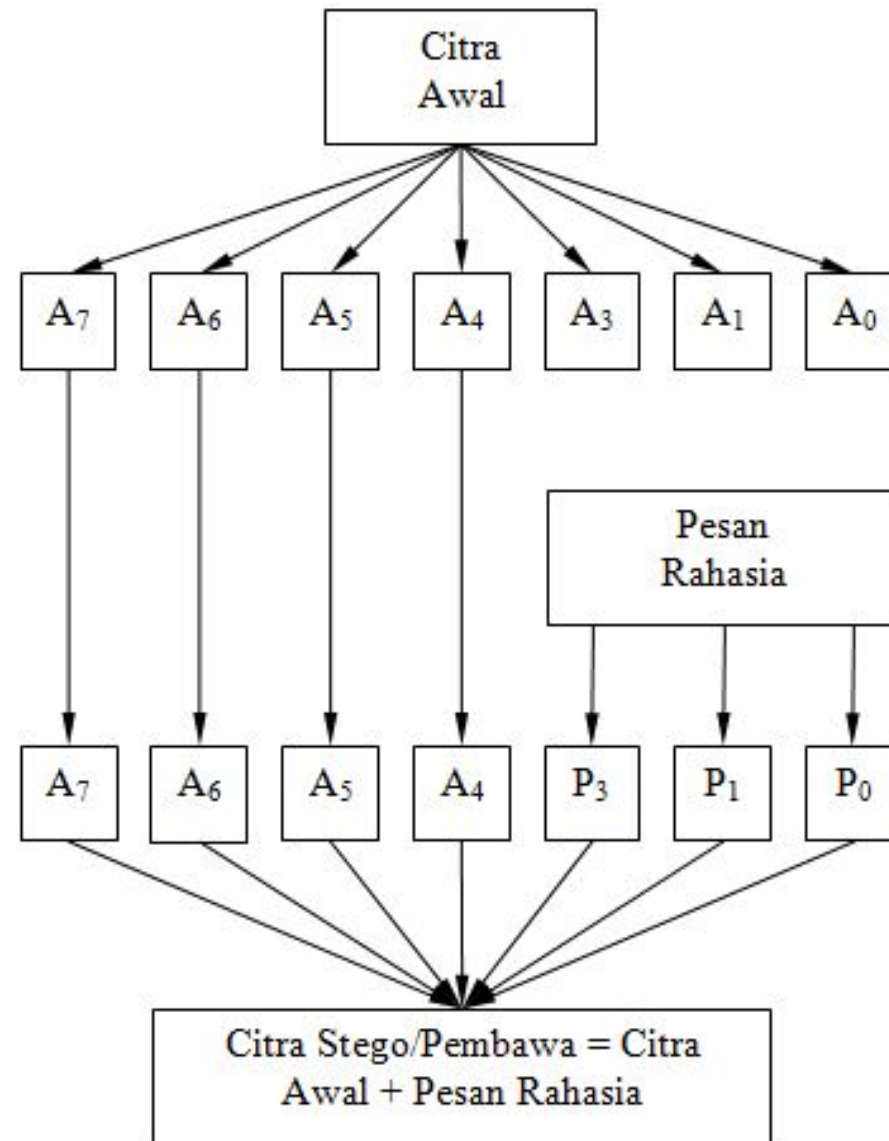 Citra
Awal
A₇ A₆ A₅ A₄ A₃ A₁ A₀
Pesan
Rahasia
A₇ A₆ A₅ A₄ P₃ P₁ P₀
Citra Stego/Pembawa = Citra
Awal + Pesan Rahasia